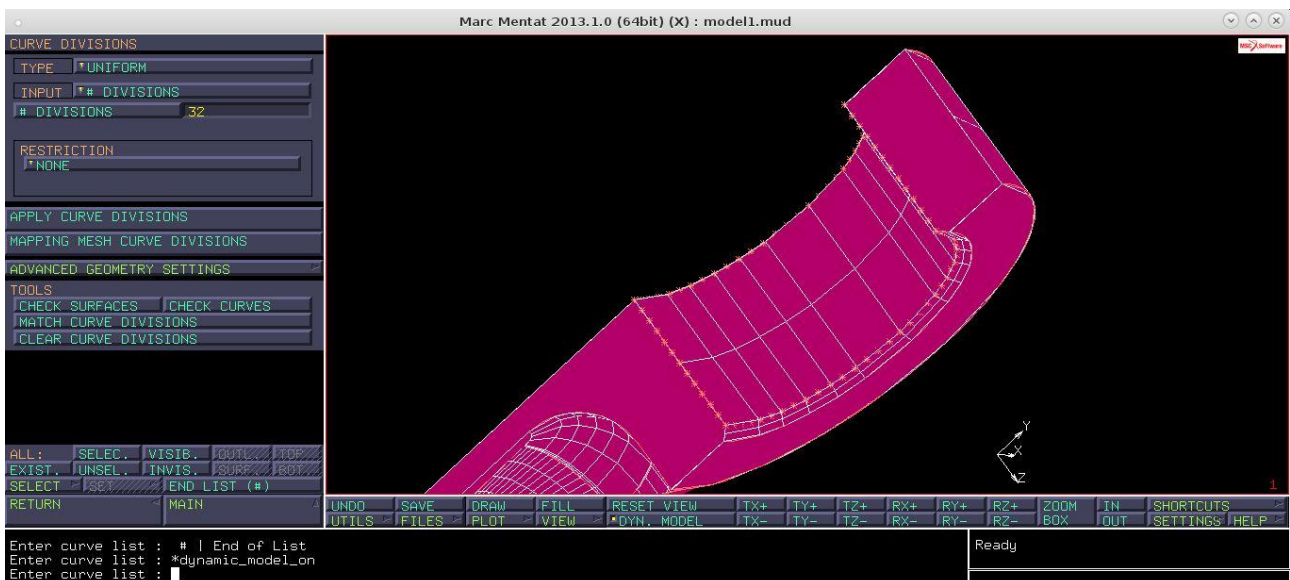 Marc Mentat 2013.1.0 (64bit) (X) : model1.mud
CURVE DIVISIONS
TYPE UNIFORM
INPUT # DIVISIONS
# DIVISIONS 32
RESTRICTION
NONE
APPLY CURVE DIVISIONS
MAPPING MESH CURVE DIVISIONS
ADVANCED GEOMETRY SETTINGS
TOOLS
CHECK SURFACES CHECK CURVES
MATCH CURVE DIVISIONS
CLEAR CURVE DIVISIONS
ALL: SELEC. VISIB. OUTL. TOP
EXIST. UNSEL. INVIS. SURF. BOT.
SELECT SET END LIST (#)
RETURN MAIN
MSC Software
Y
X
Z
1
UNDO SAVE DRAW FILL RESET VIEW TX+ TY+ TZ+ RX+ RY+ RZ+ ZOOM IN SHORTCUTS
UTILS FILES PLOT VIEW DYN. MODEL TX- TY- TZ- RX- RY- RZ- BOX OUT SETTINGS HELP
Enter curve list : # | End of List
Enter curve list : *dynamic_model_on
Enter curve list :
Ready